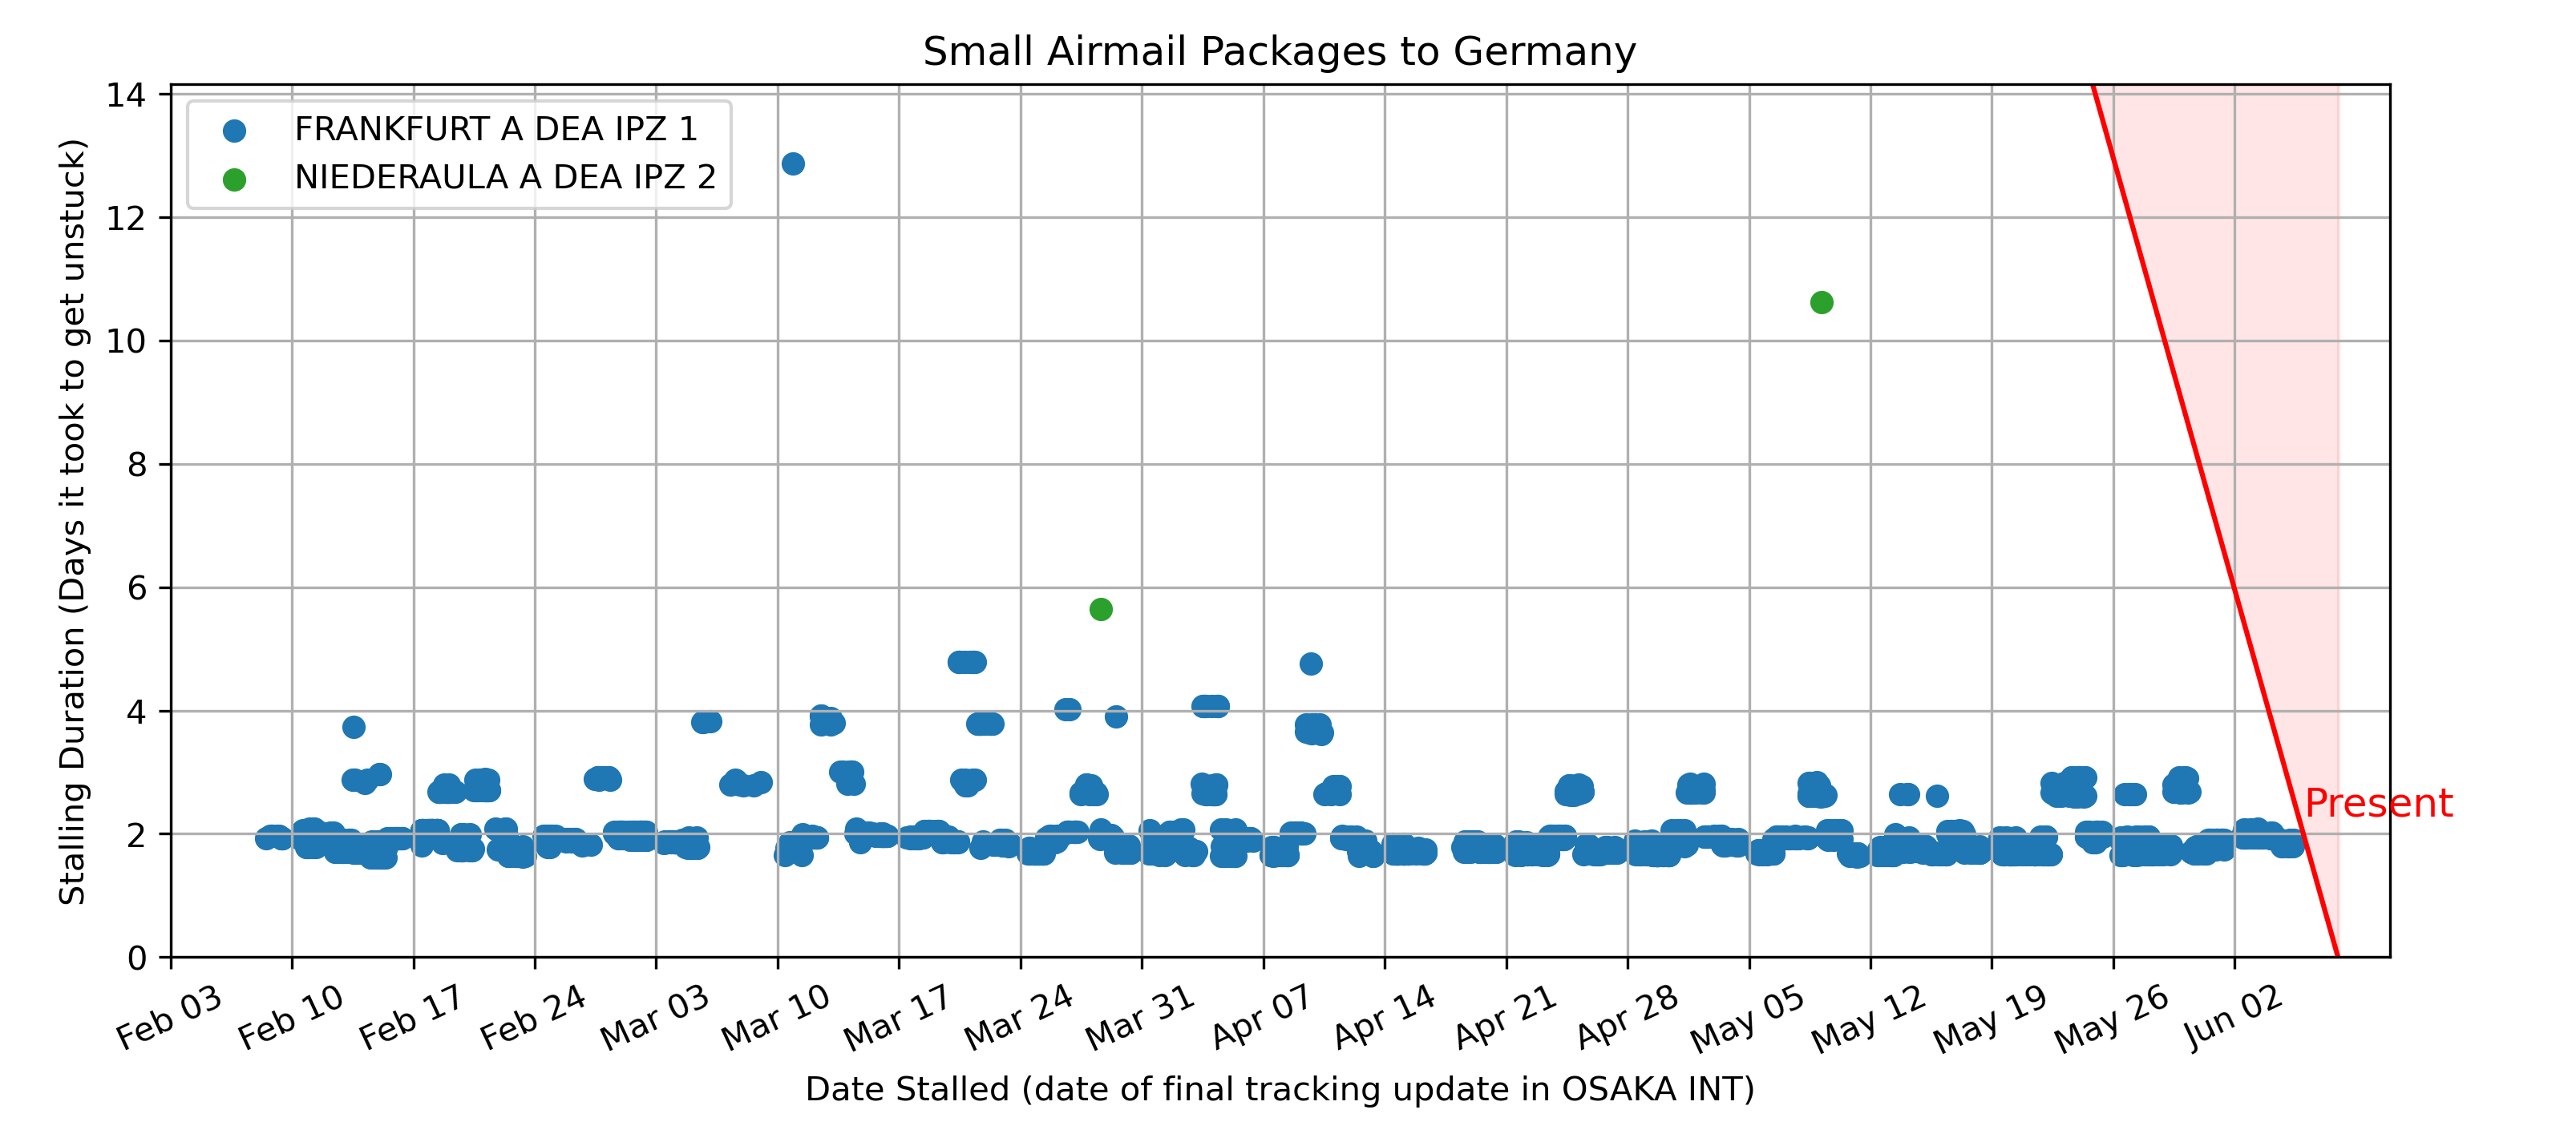 Small Airmail Packages to Germany
FRANKFURT A DEA IPZ 1
NIEDERAULA A DEA IPZ 2
Stalling Duration (Days it took to get unstuck)
14
12
10
8
6
4
2
0
Present
Feb 03
Feb 10
Feb 17
Feb 24
Mar 03
Mar 10
Mar 17
Mar 24
Mar 31
Apr 07
Apr 14
Apr 21
Apr 28
May 05
May 12
May 19
May 26
Jun 02
Date Stalled (date of final tracking update in OSAKA INT)